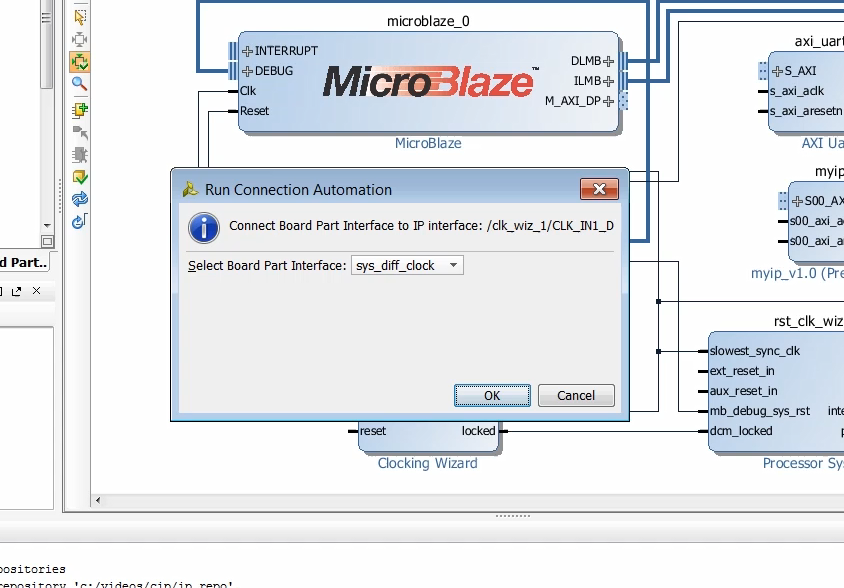 microblaze_0
INTERRUPT
DEBUG
Clk
Reset
MicroBlaze™
DLMB
ILMB
M_AXI_DP
MicroBlaze
axi_uart
S_AXI
s_axi_aclk
s_axi_aresetn
AXI Ua
myip
S00_AX
s00_axi_a
s00_axi_a
myip_v1.0 (Pre
Run Connection Automation
Connect Board Part Interface to IP interface: /clk_wiz_1/CLK_IN1_D
Select Board Part Interface: sys_diff_clock
OK Cancel
d Part..
rst_clk_wiz
slowest_sync_clk
ext_reset_in
aux_reset_in
mb_debug_sys_rst inte
dcm_locked
Processor Sys
reset locked
Clocking Wizard
positories
repository 'c:/videos/cip/ip_repo'